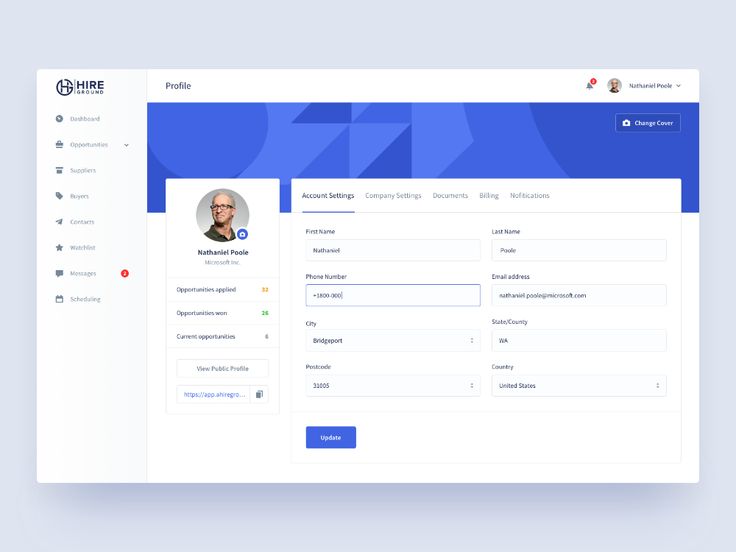 HIRE
GROUND
Profile
2
Nathaniel Poole
Dashboard
Opportunities
Suppliers
Buyers
Contacts
Watchlist
Messages
2
Scheduling
Change Cover
Nathaniel Poole
Microsoft Inc.
Opportunities applied 32
Opportunities won 26
Current opportunities 6
View Public Profile
https://app.ahiregro...
Account Settings Company Settings Documents Billing Nofitications
First Name Last Name
Nathaniel Poole
Phone Number Email address
+1800-000 nathaniel.poole@microsoft.com
City State/County
Bridgeport WA
Postcode Country
31005 United States
Update